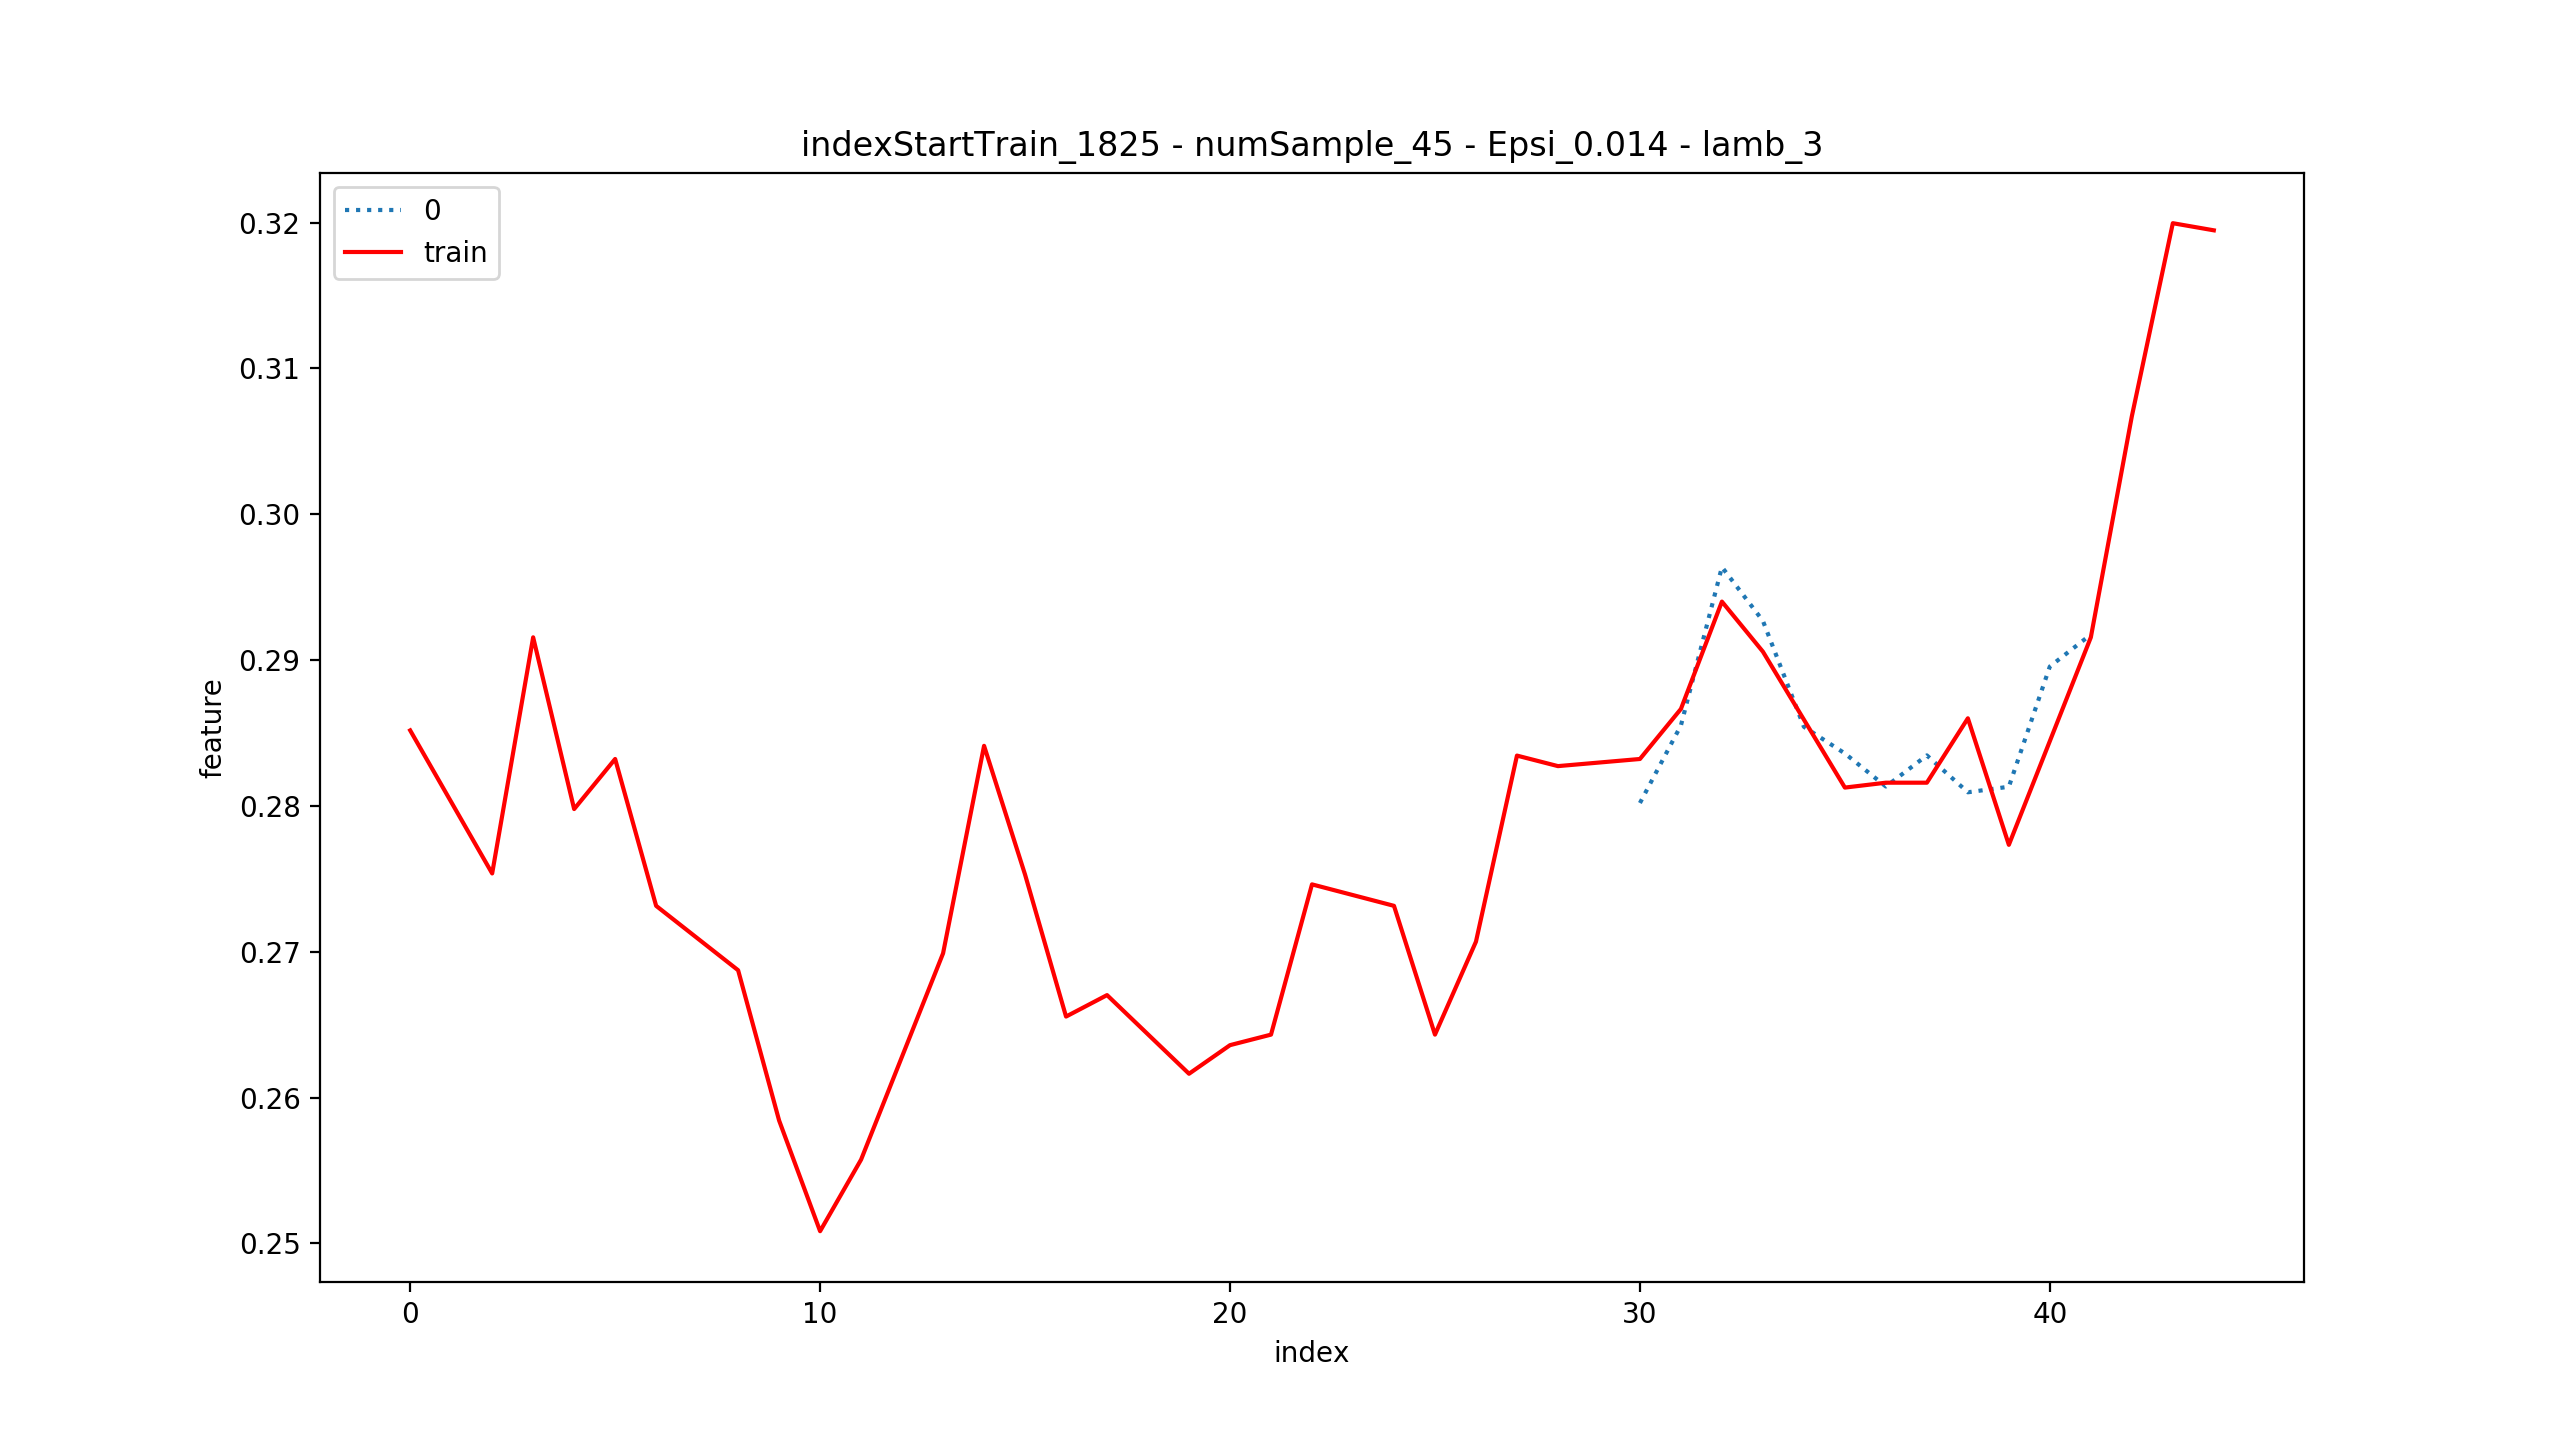 indexStartTrain_1825 - numSample_45 - Epsi_0.014 - lamb_3
0
train
0.32
0.31
0.30
0.29
0.28
0.27
0.26
0.25
feature
0 10 20 30 40
index